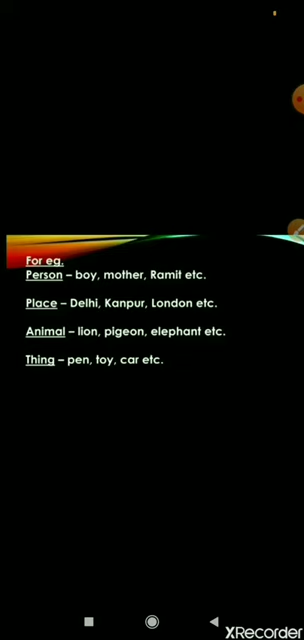 For eg.
Person – boy, mother, Ramit etc.
Place – Delhi, Kanpur, London etc.
Animal – lion, pigeon, elephant etc.
Thing – pen, toy, car etc.
XRecorder